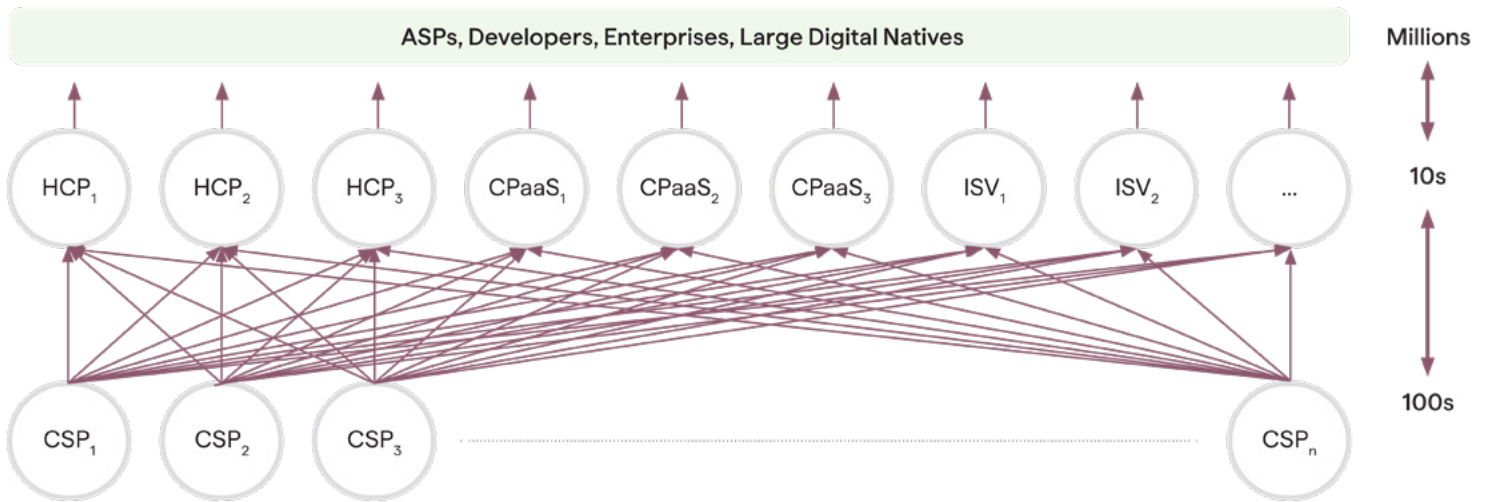 ASPs, Developers, Enterprises, Large Digital Natives
Millions
HCP₁
HCP₂
HCP₃
CPaaS₁
CPaaS₂
CPaaS₃
ISV₁
ISV₂
...
10s
100s
CSP₁
CSP₂
CSP₃
CSPₙ